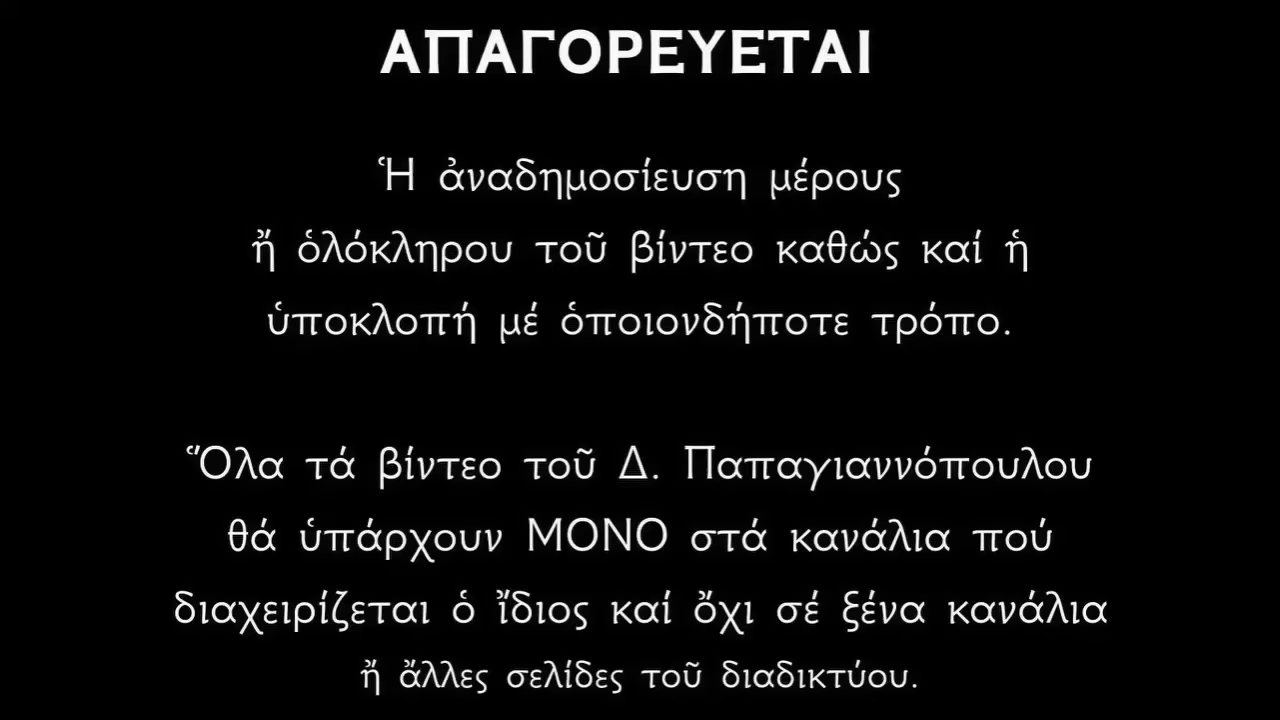 ΑΠΑΓΟΡΕΥΕΤΑΙ
Ἡ ἀναδημοσίευση μέρους
ἤ ὁλόκληρου τοῦ βίντεο καθώς καί ἡ
ὑποκλοπή μέ ὁποιονδήποτε τρόπο.
Ὅλα τά βίντεο τοῦ Δ. Παπαγιαννόπουλου
θά ὑπάρχουν ΜΟΝΟ στά κανάλια πού
διαχειρίζεται ὁ ἴδιος καί ὄχι σέ ξένα κανάλια
ἤ ἄλλες σελίδες τοῦ διαδικτύου.